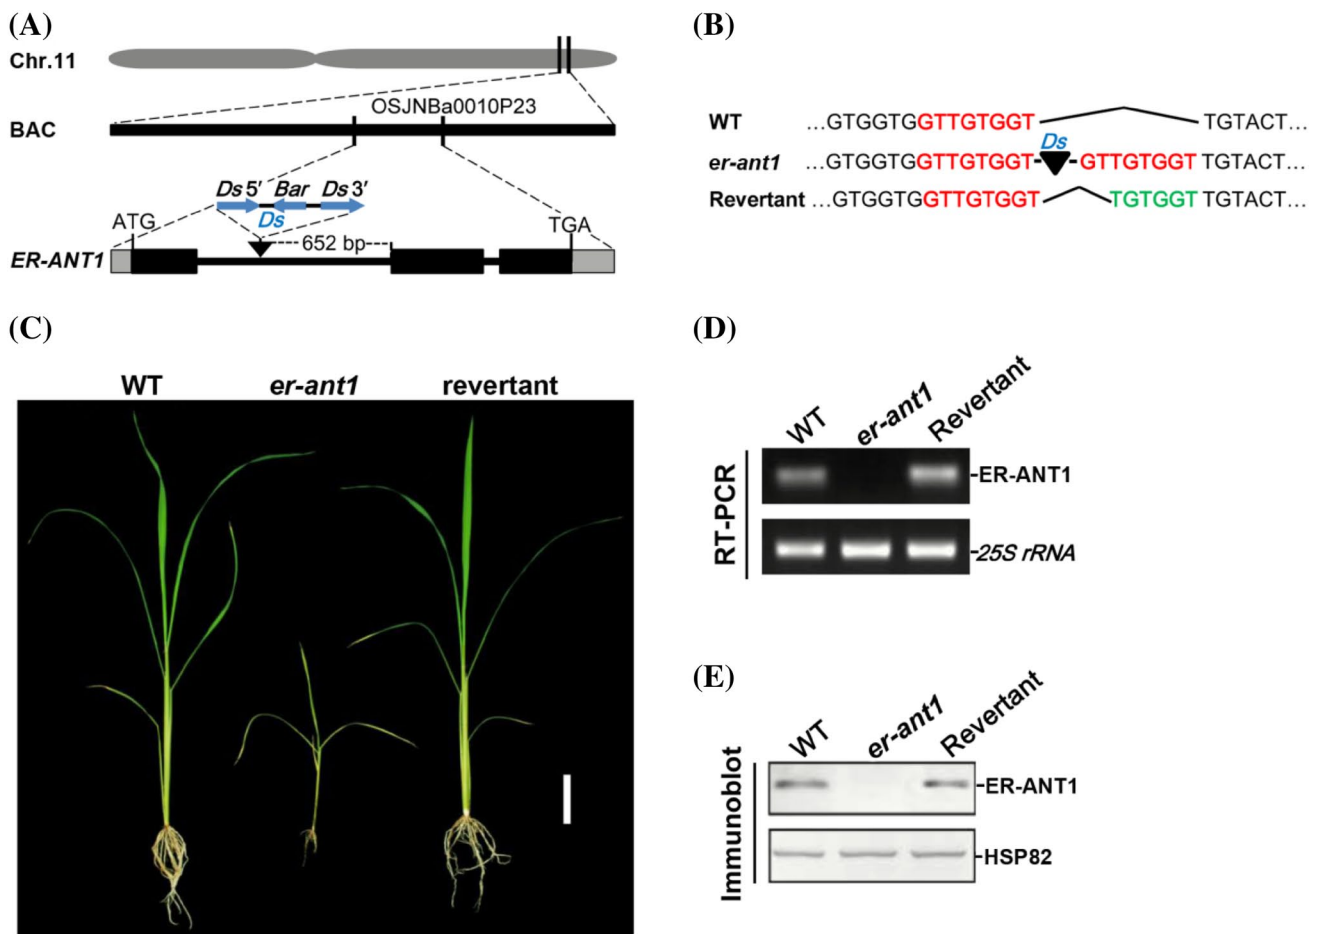 (A)
Chr.11
OSJNBa0010P23
BAC
Ds 5′ Bar Ds 3′
Ds
ATG
652 bp
TGA
ER-ANT1
(B)
WT ...GTGGTGGTTGTGGT TGTACT...
Ds
er-ant1 ...GTGGTGGTTGTGGT GTTGTGGT TGTACT...
Revertant ...GTGGTGGTTGTGGT TGTGGT TGTACT...
(C)
WT er-ant1 revertant
(D)
WT er-ant1 Revertant
RT-PCR
ER-ANT1
25S rRNA
(E)
WT er-ant1 Revertant
Immunoblot
ER-ANT1
HSP82